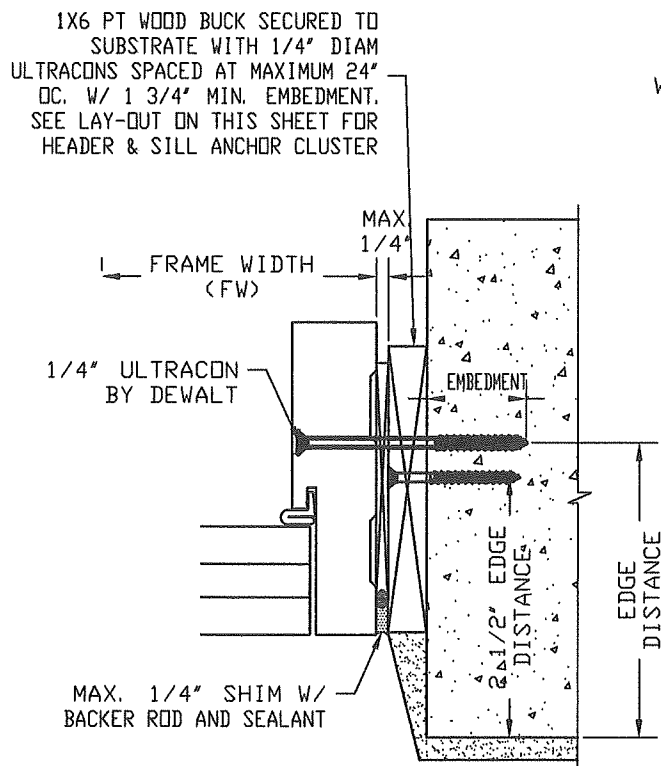 1X6 PT WOOD BUCK SECURED TO
SUBSTRATE WITH 1/4" DIAM
ULTRACONS SPACED AT MAXIMUM 24"
OC. W/ 1 3/4" MIN. EMBEDMENT.
SEE LAY-OUT ON THIS SHEET FOR
HEADER & SILL ANCHOR CLUSTER
MAX.
1/4"
FRAME WIDTH
(FW)
1/4" ULTRACON
BY DEWALT
EMBEDMENT
2 1/2" EDGE
DISTANCE
EDGE
DISTANCE
MAX. 1/4" SHIM W/
BACKER ROD AND SEALANT